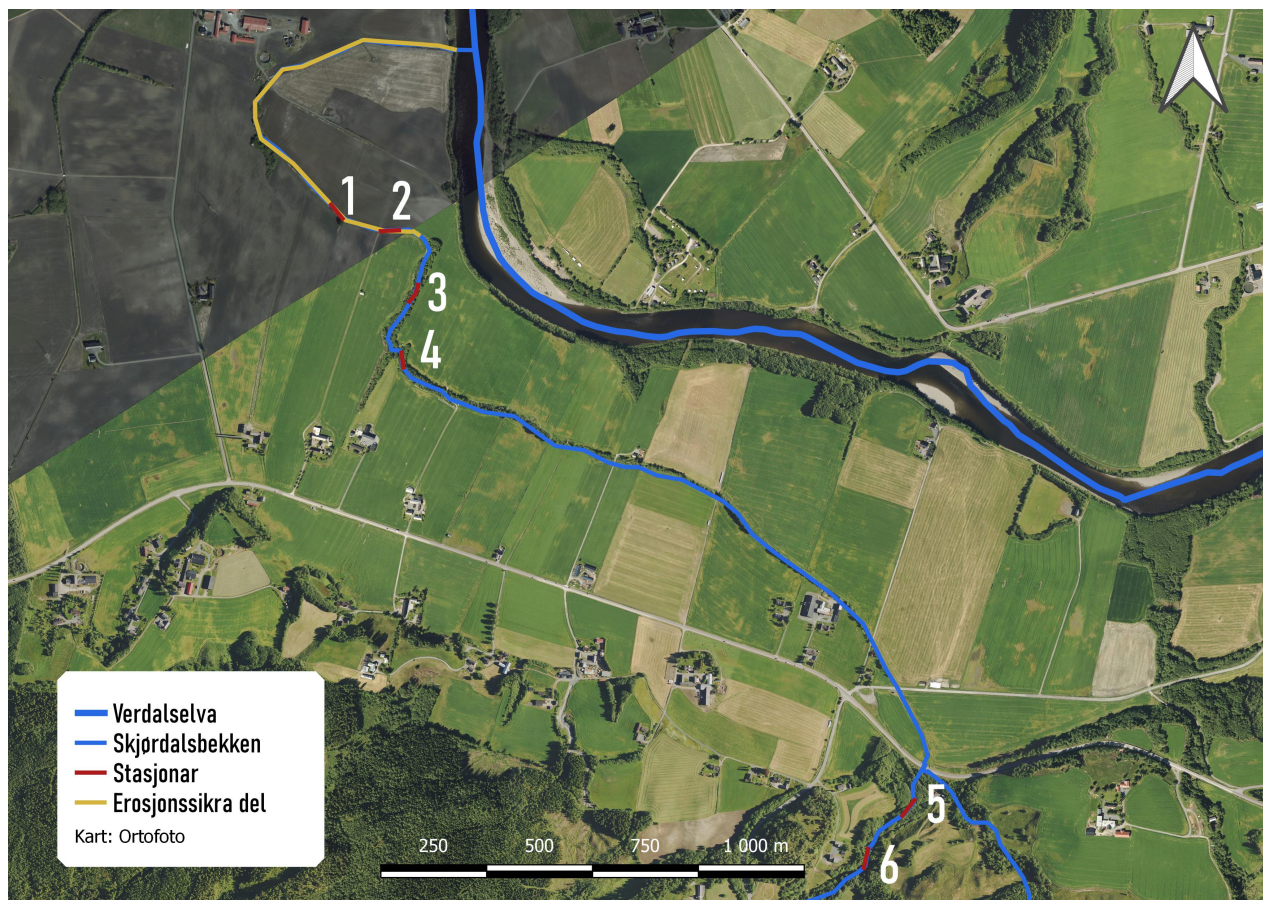 1
2
3
4
5
6
Verdalselva
Skjørdalsbekken
Stasjonar
Erosjonssikra del
Kart: Ortofoto
250 500 750 1 000 m